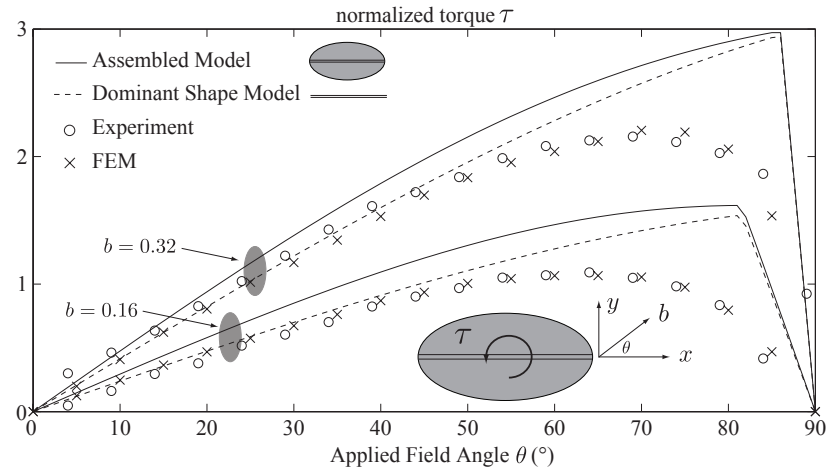 normalized torque τ
3
2
1
0
Assembled Model
Dominant Shape Model
Experiment
FEM
b = 0.32
b = 0.16
τ
y
b
θ
x
0 10 20 30 40 50 60 70 80 90
Applied Field Angle θ (°)